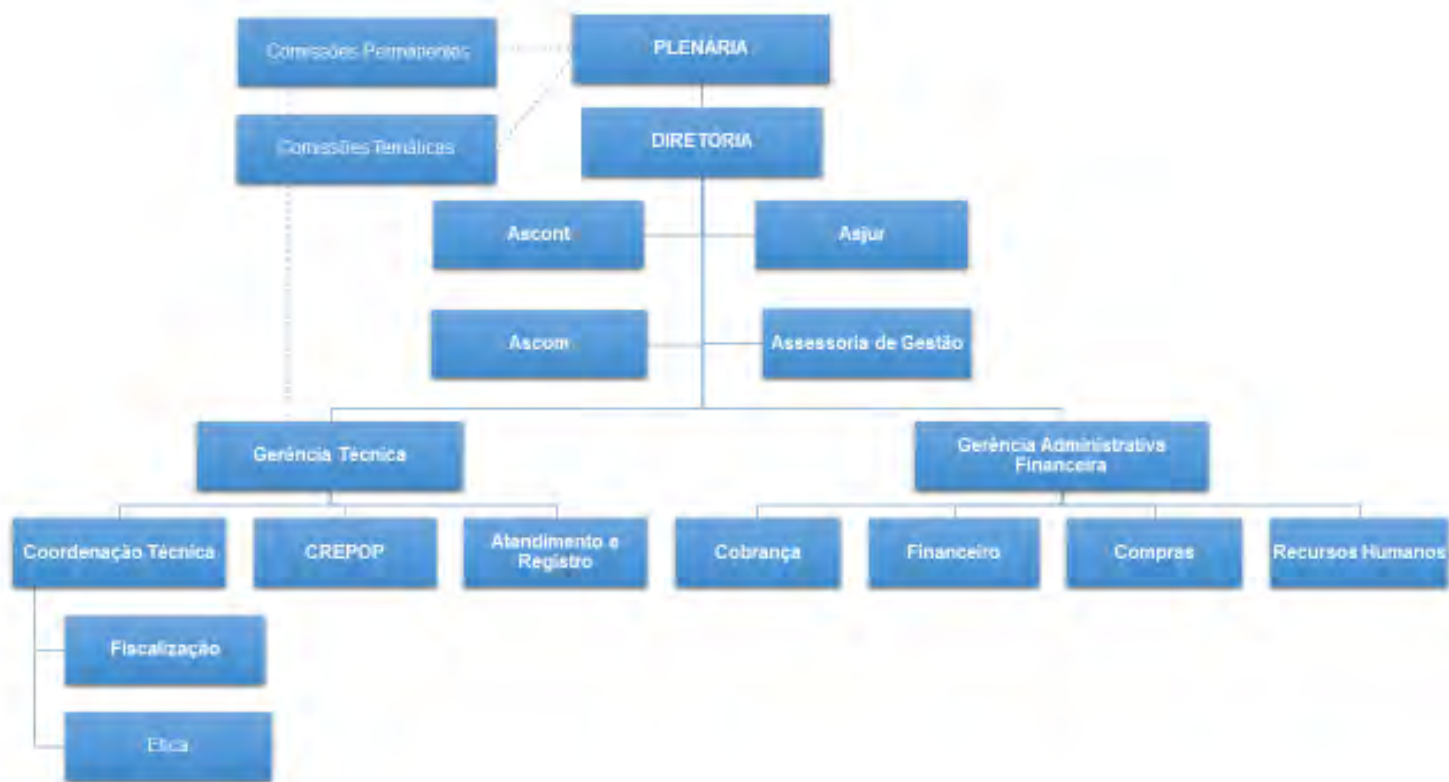 Comissões Permanentes
PLENÁRIA
Comissões Temáticas
DIRETORIA
Ascont
Asjur
Ascom
Assessoria de Gestão
Gerência Técnica
Gerência Administrativa
Financeira
Coordenação Técnica
CREPOP
Atendimento e
Registro
Cobrança
Financeiro
Compras
Recursos Humanos
Fiscalização
Ética